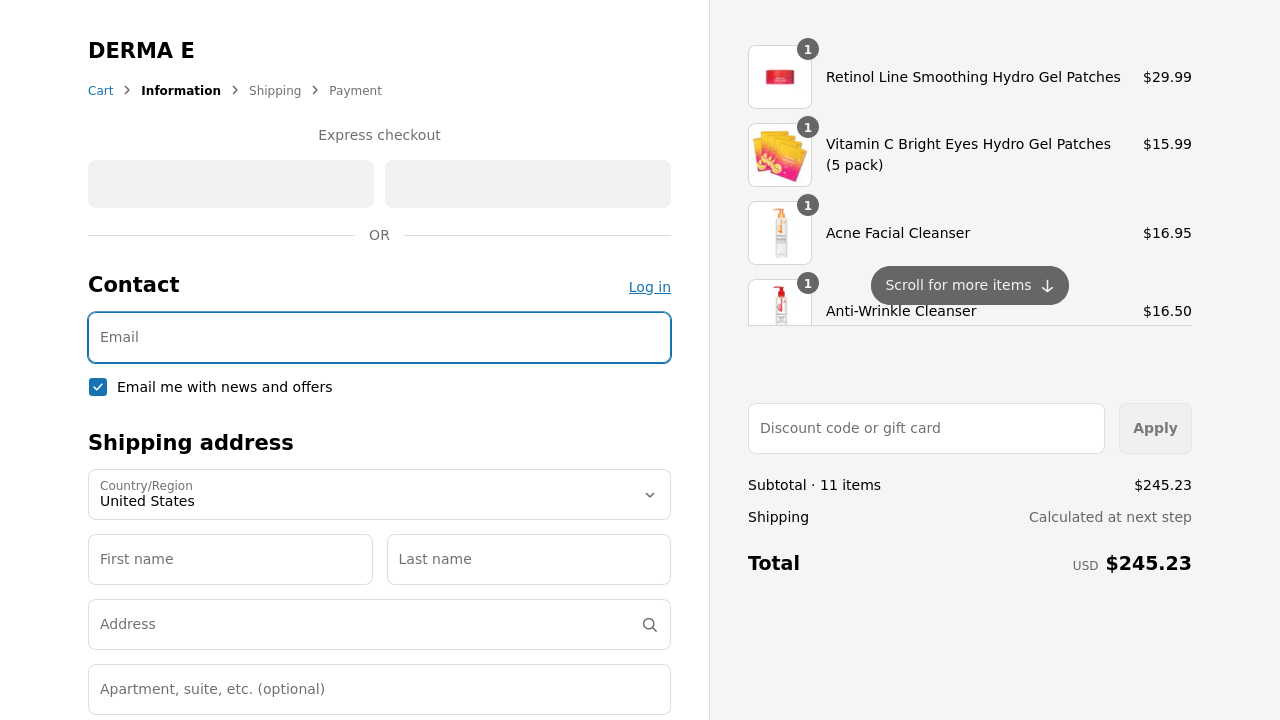 DERMA E
Cart
Information
Shipping
Payment
Express checkout
OR
Contact
Log in
Email
Email me with news and offers
Shipping address
Country/Region
United States
First name
Last name
Address
Apartment, suite, etc. (optional)
1
Retinol Line Smoothing Hydro Gel Patches
$29.99
1
Vitamin C Bright Eyes Hydro Gel Patches
(5 pack)
$15.99
1
Acne Facial Cleanser
$16.95
1
Scroll for more items
Anti-Wrinkle Cleanser
$16.50
Discount code or gift card
Apply
Subtotal · 11 items
$245.23
Shipping
Calculated at next step
Total
USD $245.23